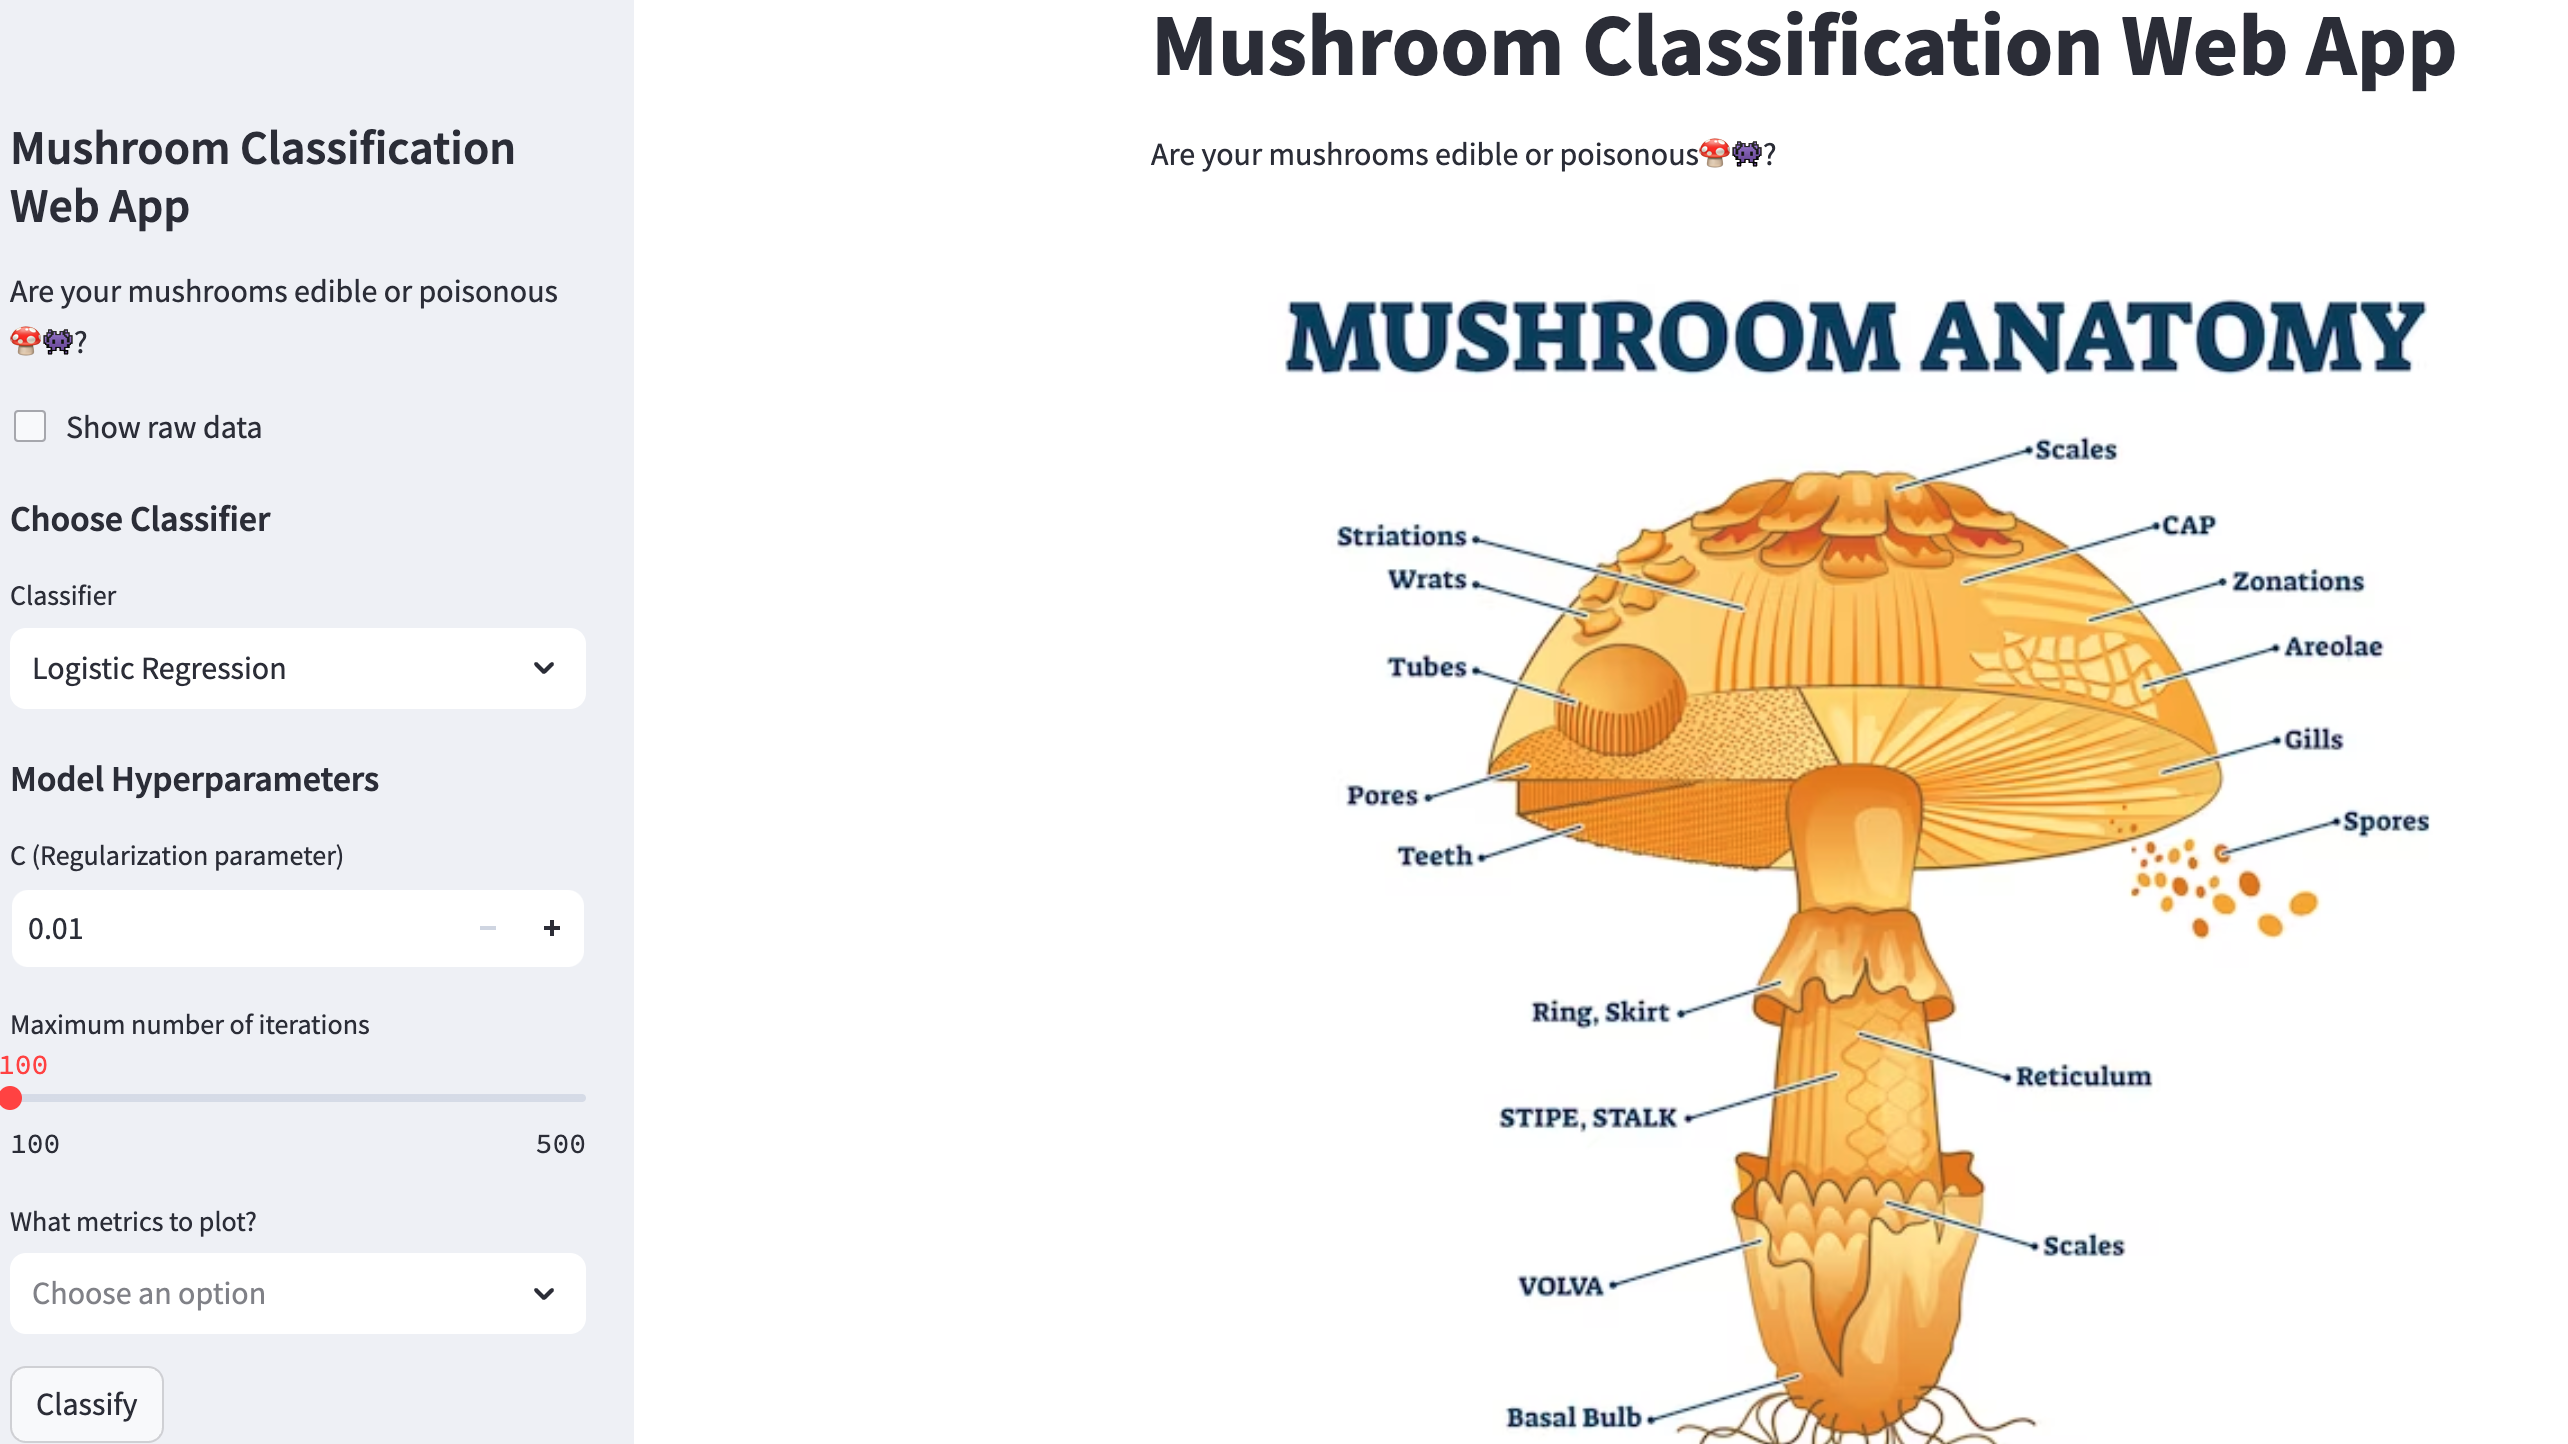 Mushroom Classification
Web App
Are your mushrooms edible or poisonous
🍄👾?
Show raw data
Choose Classifier
Classifier
Logistic Regression
Model Hyperparameters
C (Regularization parameter)
0.01
Maximum number of iterations
100
100 500
What metrics to plot?
Choose an option
Classify
Mushroom Classification Web App
Are your mushrooms edible or poisonous🍄👾?
MUSHROOM ANATOMY
Scales
CAP
Striations
Wrats
Zonations
Areolae
Tubes
Gills
Pores
Spores
Teeth
Ring, Skirt
Reticulum
STIPE, STALK
Scales
VOLVA
Basal Bulb